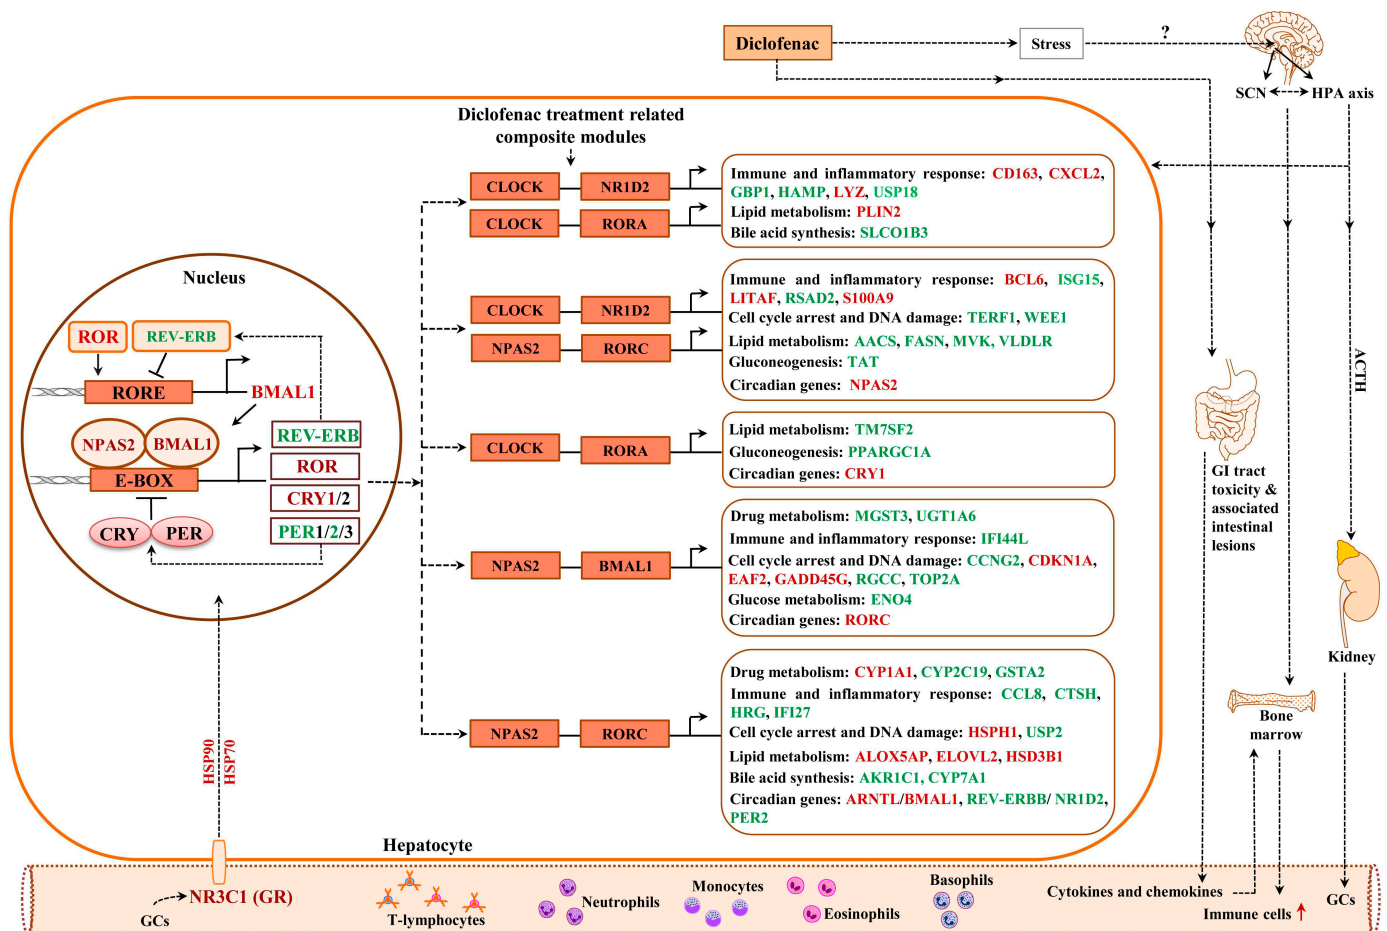 Diclofenac
Stress
?
SCN
HPA axis
Diclofenac treatment related
composite modules
CLOCK
NR1D2
CLOCK
RORA
Immune and inflammatory response: CD163, CXCL2,
GBP1, HAMP, LYZ, USP18
Lipid metabolism: PLIN2
Bile acid synthesis: SLCO1B3
Nucleus
ROR
REV-ERB
RORE
BMAL1
NPAS2
BMAL1
E-BOX
CRY
PER
REV-ERB
ROR
CRY1/2
PER1/2/3
CLOCK
NR1D2
NPAS2
RORC
Immune and inflammatory response: BCL6, ISG15,
LITAF, RSAD2, S100A9
Cell cycle arrest and DNA damage: TERF1, WEE1
Lipid metabolism: AACS, FASN, MVK, VLDLR
Gluconeogenesis: TAT
Circadian genes: NPAS2
CLOCK
RORA
Lipid metabolism: TM7SF2
Gluconeogenesis: PPARGC1A
Circadian genes: CRY1
NPAS2
BMAL1
Drug metabolism: MGST3, UGT1A6
Immune and inflammatory response: IFI44L
Cell cycle arrest and DNA damage: CCNG2, CDKN1A,
EAF2, GADD45G, RGCC, TOP2A
Glucose metabolism: ENO4
Circadian genes: RORC
NPAS2
RORC
Drug metabolism: CYP1A1, CYP2C19, GSTA2
Immune and inflammatory response: CCL8, CTSH,
HRG, IFI27
Cell cycle arrest and DNA damage: HSPH1, USP2
Lipid metabolism: ALOX5AP, ELOVL2, HSD3B1
Bile acid synthesis: AKR1C1, CYP7A1
Circadian genes: ARNTL/BMAL1, REV-ERBB/ NR1D2,
PER2
ACTH
GI tract
toxicity &
associated
intestinal
lesions
Kidney
Bone
marrow
HSP90
HSP70
Hepatocyte
NR3C1 (GR)
GCs
T-lymphocytes
Neutrophils
Monocytes
Eosinophils
Basophils
Cytokines and chemokines
Immune cells
GCs